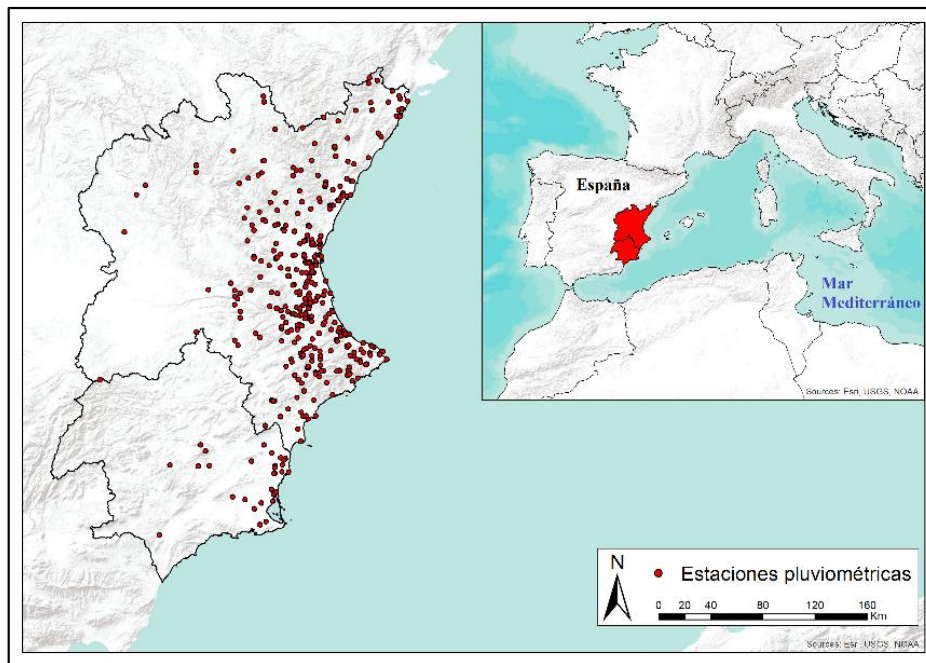 España
Mar
Mediterráneo
Sources: Esri, USGS, NOAA
N
Estaciones pluviométricas
0 20 40 80 120 160
Km
Sources: Esri, USGS, NOAA